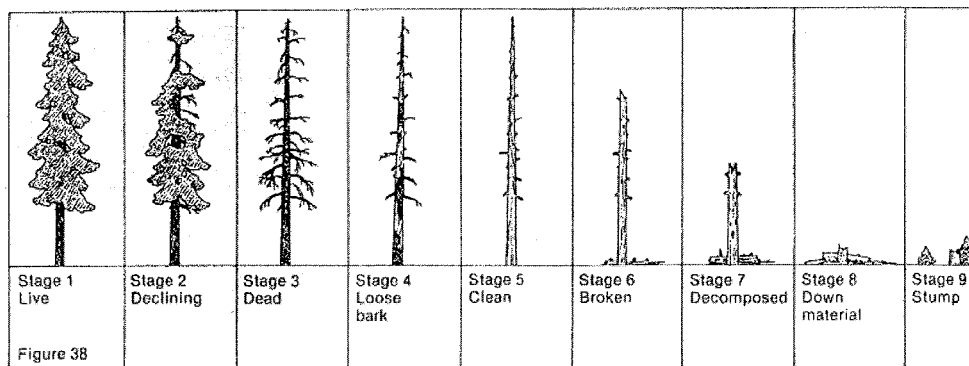 Stage 1
Live
Stage 2
Declining
Stage 3
Dead
Stage 4
Loose
bark
Stage 5
Clean
Stage 6
Broken
Stage 7
Decomposed
Stage 8
Down
material
Stage 9
Stump
Figure 38